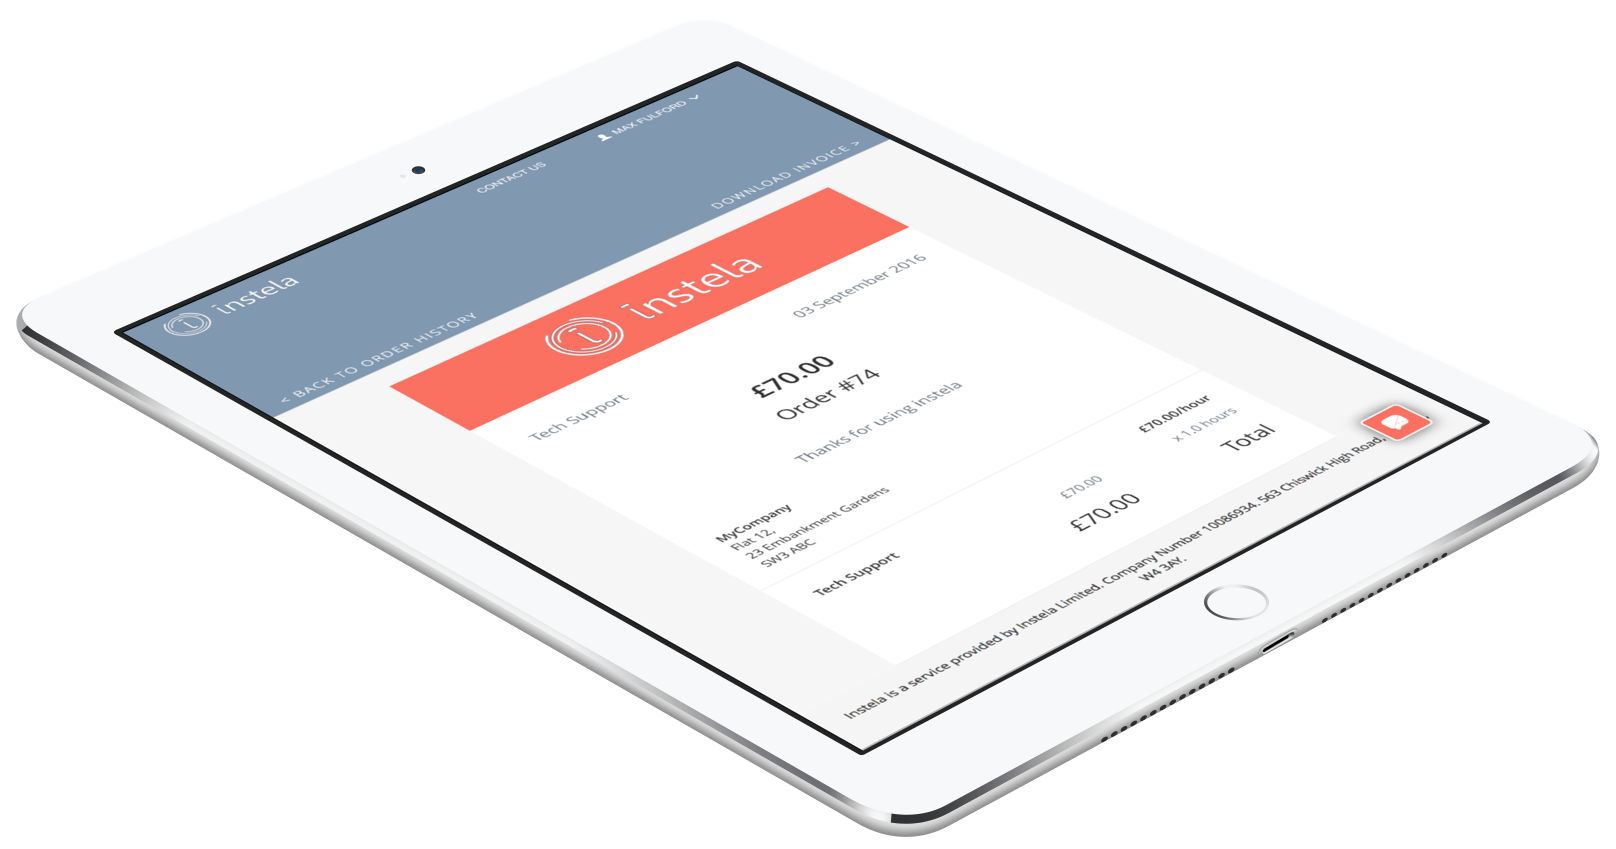 instela
CONTACT US
MAX FULFORD
< BACK TO ORDER HISTORY
DOWNLOAD INVOICE >
instela
Tech Support
03 September 2016
£70.00
Order #74
Thanks for using instela
MyCompany
Flat 12,
23 Embankment Gardens
SW3 ABC
Tech Support
£70.00/hour
x 1.0 hours
£70.00
Total
£70.00
Instela is a service provided by Instela Limited. Company Number 10086934. 563 Chiswick High Road,
W4 3AY.